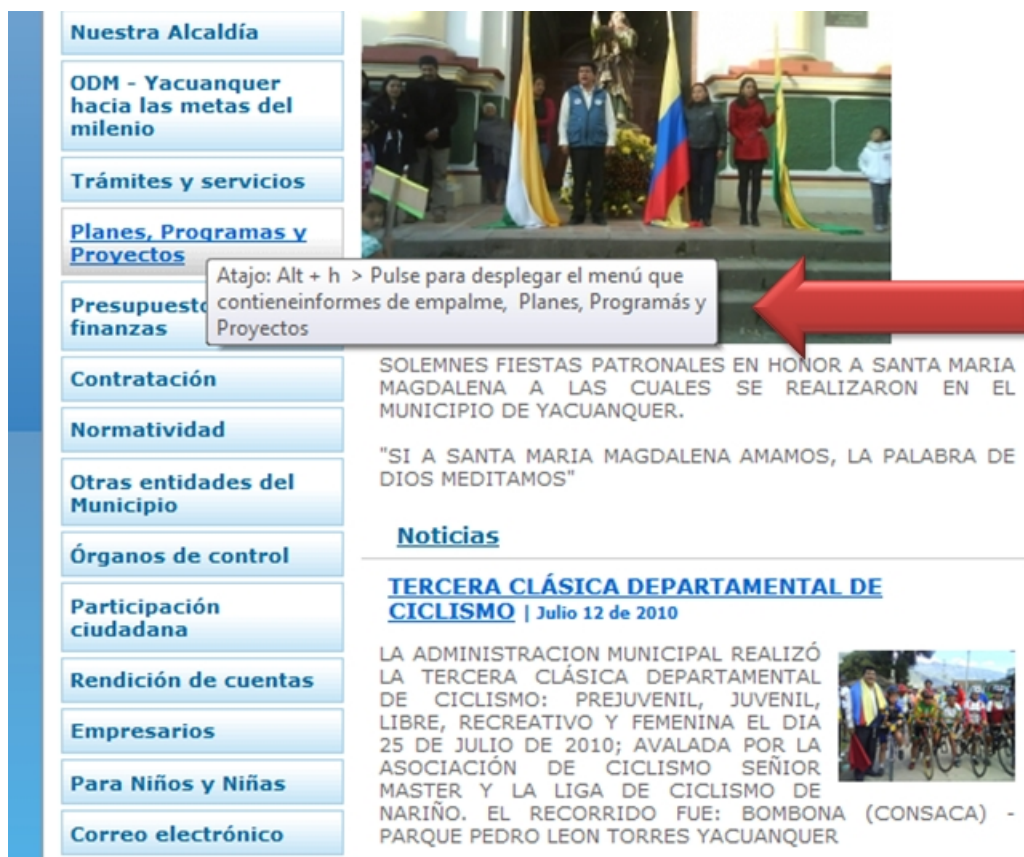 Nuestra Alcaldía
ODM - Yacuanquer
hacia las metas del
milenio
Trámites y servicios
Planes, Programas y
Proyectos
Atajo: Alt + h > Pulse para desplegar el menú que
contieneinformes de empalme, Planes, Programás y
Proyectos
Presupuesto
finanzas
Contratación
Normatividad
Otras entidades del
Municipio
Órganos de control
Participación
ciudadana
Rendición de cuentas
Empresarios
Para Niños y Niñas
Correo electrónico
SOLEMNES FIESTAS PATRONALES EN HONOR A SANTA MARIA
MAGDALENA A LAS CUALES SE REALIZARON EN EL
MUNICIPIO DE YACUANQUER.
"SI A SANTA MARIA MAGDALENA AMAMOS, LA PALABRA DE
DIOS MEDITAMOS"
Noticias
TERCERA CLÁSICA DEPARTAMENTAL DE
CICLISMO | Julio 12 de 2010
LA ADMINISTRACION MUNICIPAL REALIZÓ
LA TERCERA CLÁSICA DEPARTAMENTAL
DE CICLISMO: PREJUVENIL, JUVENIL,
LIBRE, RECREATIVO Y FEMENINA EL DIA
25 DE JULIO DE 2010; AVALADA POR LA
ASOCIACIÓN DE CICLISMO SEÑIOR
MASTER Y LA LIGA DE CICLISMO DE
NARIÑO. EL RECORRIDO FUE: BOMBONA (CONSACA) -
PARQUE PEDRO LEON TORRES YACUANQUER